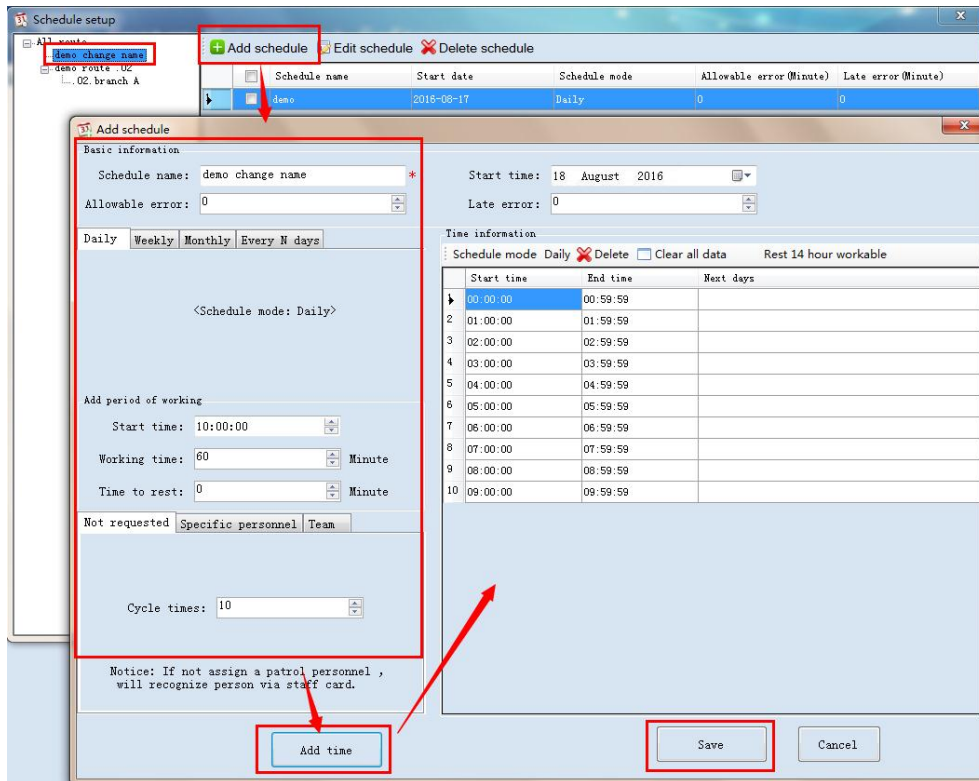 Schedule setup
All route
demo change name
demo route .02
.02.branch A
Add schedule Edit schedule Delete schedule
Schedule name Start date Schedule mode Allowable error(Minute) Late error(Minute)
demo 2016-08-17 Daily 0 0
Add schedule
Basic information
Schedule name: demo change name * Start time: 18 August 2016
Allowable error: 0 Late error: 0
Daily Weekly Monthly Every N days
<Schedule mode: Daily>
Add period of working
Start time: 10:00:00
Working time: 60 Minute
Time to rest: 0 Minute
Not requested Specific personnel Team
Cycle times: 10
Notice: If not assign a patrol personnel ,
will recognize person via staff card.
Add time
Time information
Schedule mode Daily Delete Clear all data Rest 14 hour workable
Start time End time Next days
00:00:00 00:59:59
2 01:00:00 01:59:59
3 02:00:00 02:59:59
4 03:00:00 03:59:59
5 04:00:00 04:59:59
6 05:00:00 05:59:59
7 06:00:00 06:59:59
8 07:00:00 07:59:59
9 08:00:00 08:59:59
10 09:00:00 09:59:59
Save Cancel